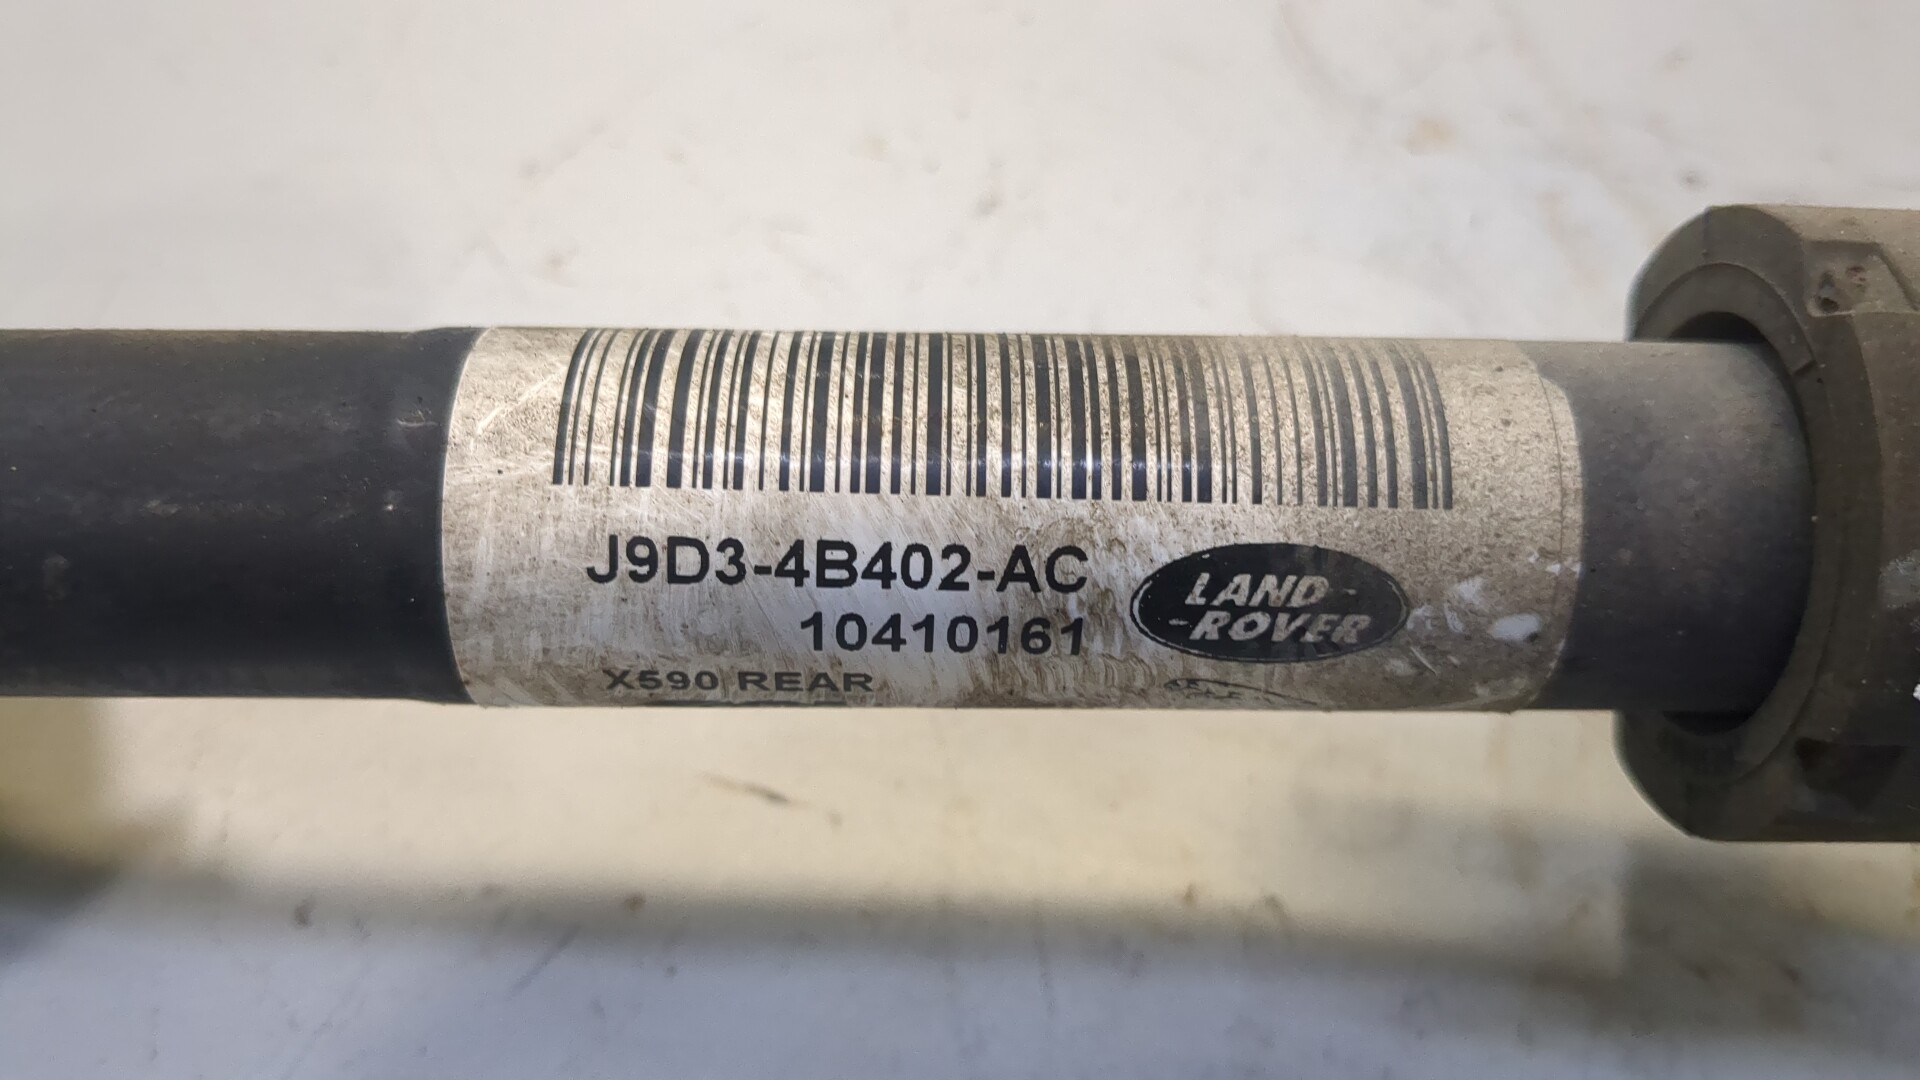 J9D3-4B402-AC
10410161
X590 REAR
LAND-
-ROVER